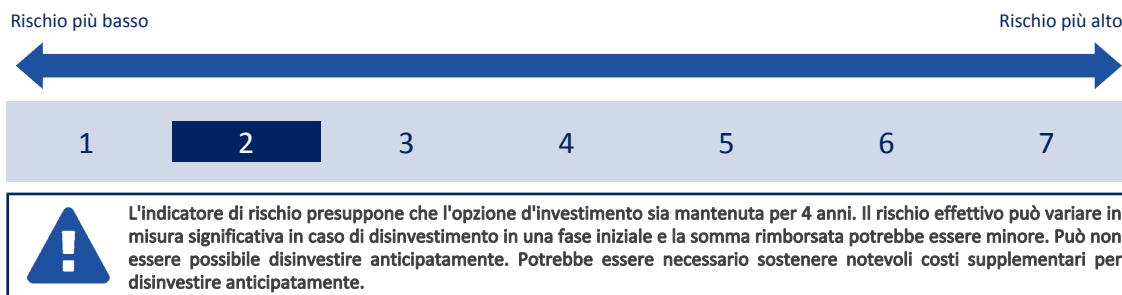 Rischio più basso Rischio più alto
1 2 3 4 5 6 7
L'indicatore di rischio presuppone che l'opzione d'investimento sia mantenuta per 4 anni. Il rischio effettivo può variare in
misura significativa in caso di disinvestimento in una fase iniziale e la somma rimborsata potrebbe essere minore. Può non
essere possibile disinvestire anticipatamente. Potrebbe essere necessario sostenere notevoli costi supplementari per
disinvestire anticipatamente.